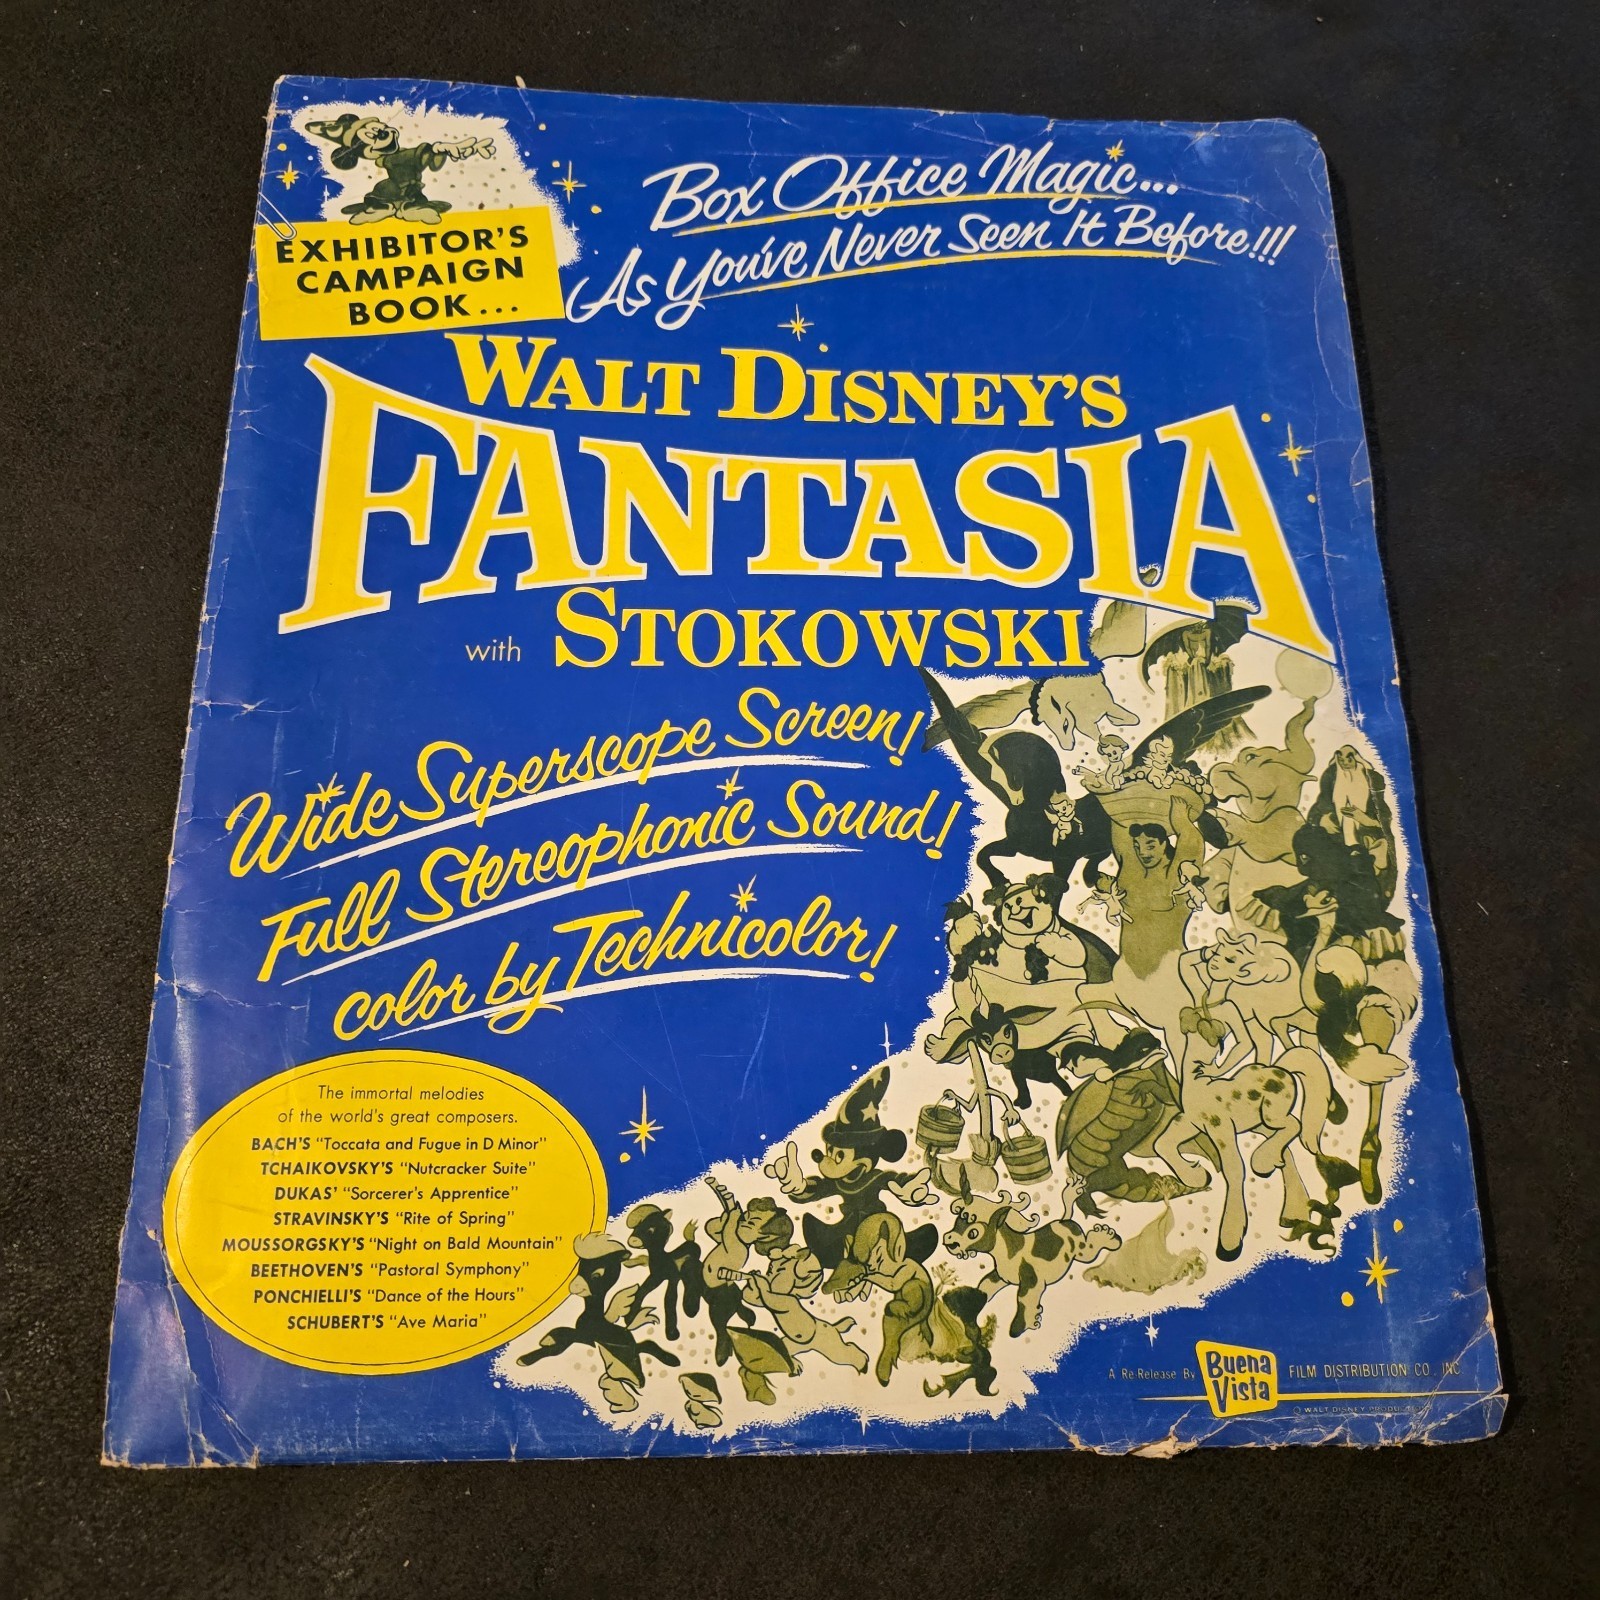 EXHIBITOR'S
CAMPAIGN
BOOK...
Box Office Magic...
As You've Never Seen It Before!!!
WALT DISNEY'S
FANTASIA
with STOKOWSKI
Wide Superscope Screen!
Full Stereophonic Sound!
color by Technicolor!
The immortal melodies
of the world's great composers.
BACH'S "Toccata and Fugue in D Minor"
TCHAIKOVSKY'S "Nutcracker Suite"
DUKAS' "Sorcerer's Apprentice"
STRAVINSKY'S "Rite of Spring"
MOUSSORGSKY'S "Night on Bald Mountain"
BEETHOVEN'S "Pastoral Symphony"
PONCHIELLI'S "Dance of the Hours"
SCHUBERT'S "Ave Maria"
A Re-Release By Buena Vista FILM DISTRIBUTION CO., INC
© WALT DISNEY